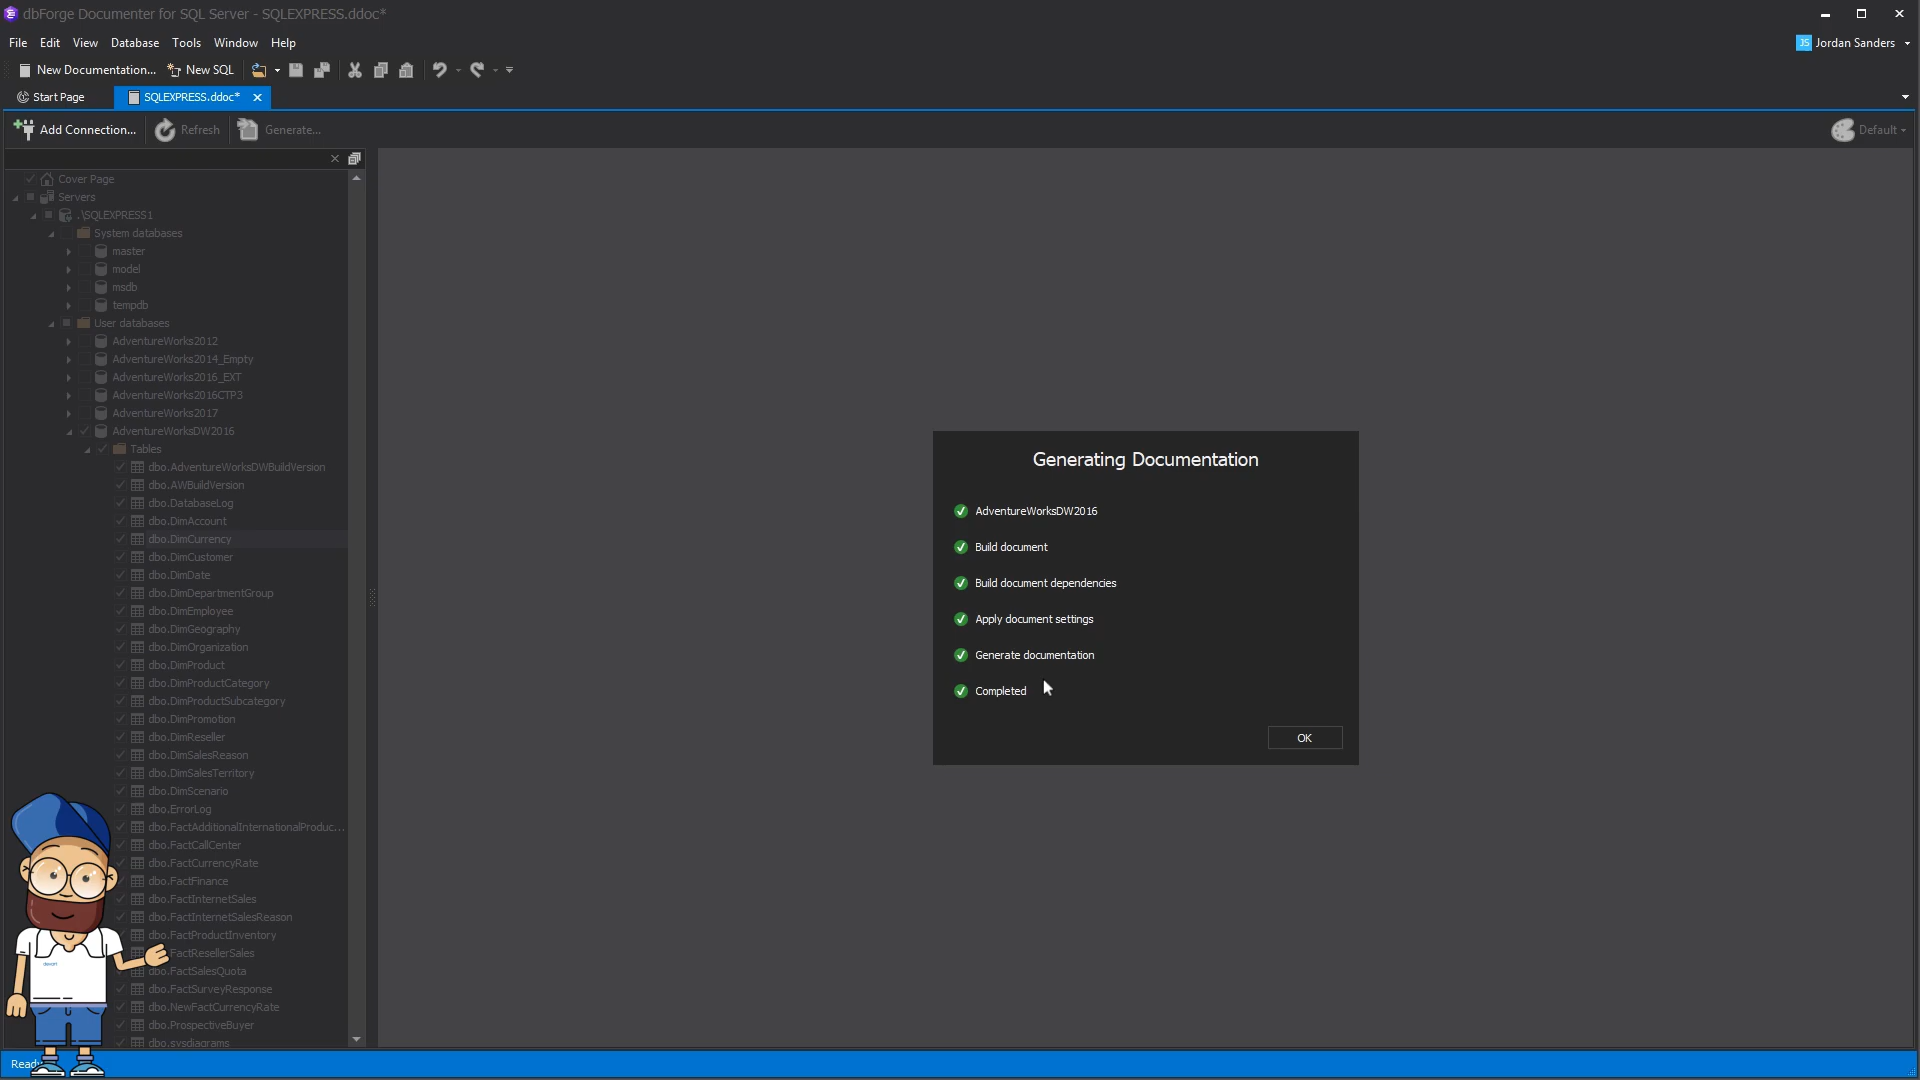 dbForge Documenter for SQL Server - SQLEXPRESS.ddoc*
File Edit View Database Tools Window Help
JS Jordan Sanders
New Documentation... New SQL
Start Page SQLEXPRESS.ddoc*
Add Connection... Refresh Generate...
Default
Cover Page
Servers
.\SQLEXPRESS1
System databases
master
model
msdb
tempdb
User databases
AdventureWorks2012
AdventureWorks2014_Empty
AdventureWorks2016_EXT
AdventureWorks2016CTP3
AdventureWorks2017
AdventureWorksDW2016
Tables
dbo.AdventureWorksDWBuildVersion
dbo.AWBuildVersion
dbo.DatabaseLog
dbo.DimAccount
dbo.DimCurrency
dbo.DimCustomer
dbo.DimDate
dbo.DimDepartmentGroup
dbo.DimEmployee
dbo.DimGeography
dbo.DimOrganization
dbo.DimProduct
dbo.DimProductCategory
dbo.DimProductSubcategory
dbo.DimPromotion
dbo.DimReseller
dbo.DimSalesReason
dbo.DimSalesTerritory
dbo.DimScenario
dbo.ErrorLog
dbo.FactAdditionalInternationalProduc...
dbo.FactCallCenter
dbo.FactCurrencyRate
dbo.FactFinance
dbo.FactInternetSales
dbo.FactInternetSalesReason
dbo.FactProductInventory
FactResellerSales
dbo.FactSalesQuota
dbo.FactSurveyResponse
dbo.NewFactCurrencyRate
dbo.ProspectiveBuyer
dbo.sysdiagrams
Generating Documentation
AdventureWorksDW2016
Build document
Build document dependencies
Apply document settings
Generate documentation
Completed
OK
devart
Ready